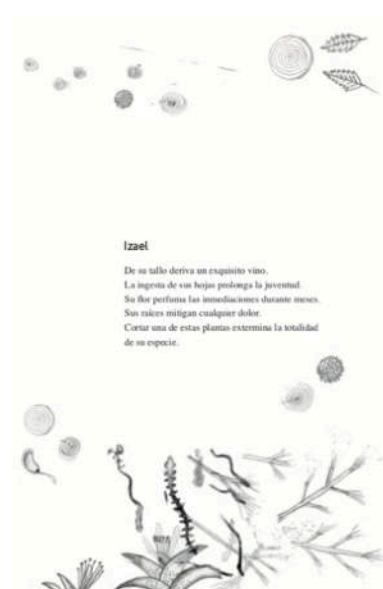 Izael
De su tallo deriva un exquisito vino.
La ingesta de sus hojas prolonga la juventud.
Su flor perfuma las inmediaciones durante meses.
Sus raíces mitigan cualquier dolor.
Cortar una de estas plantas extermina la totalidad
de su especie.